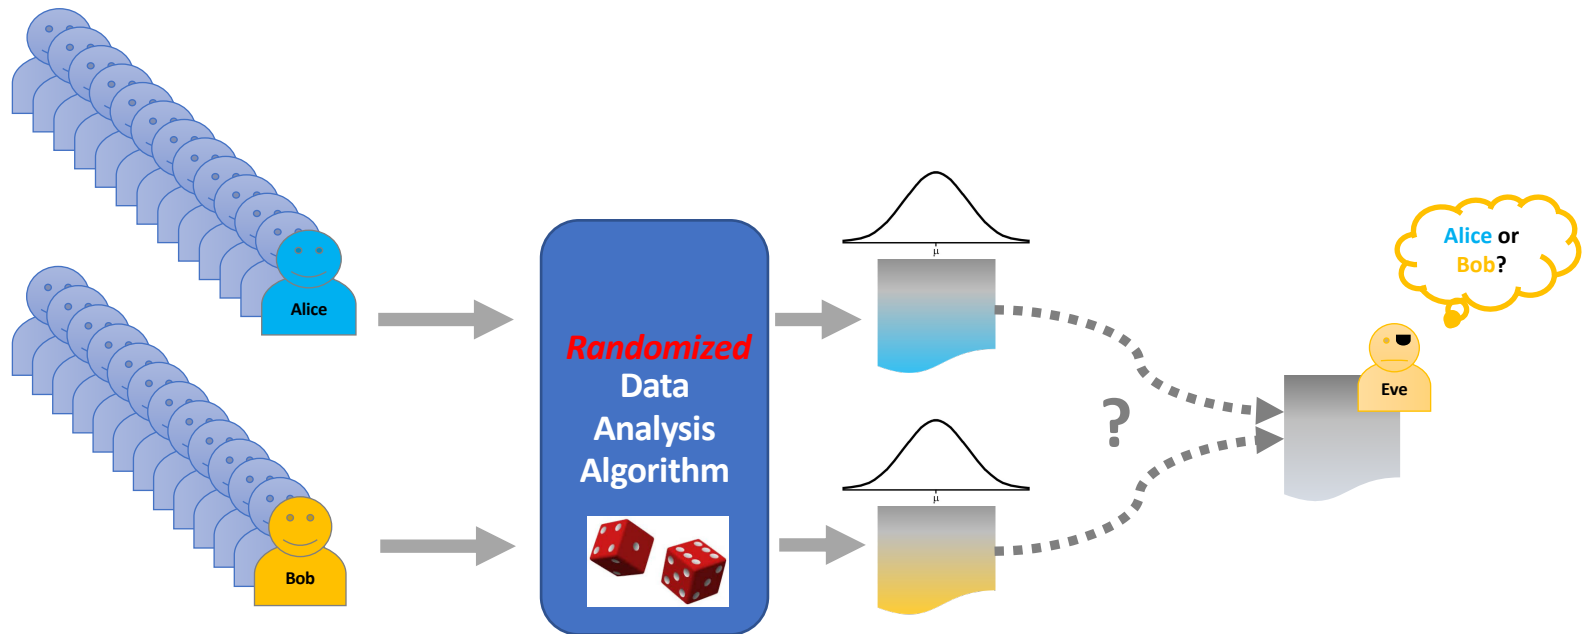 Alice
Bob
Randomized
Data
Analysis
Algorithm
μ
μ
Alice or
Bob?
Eve
?